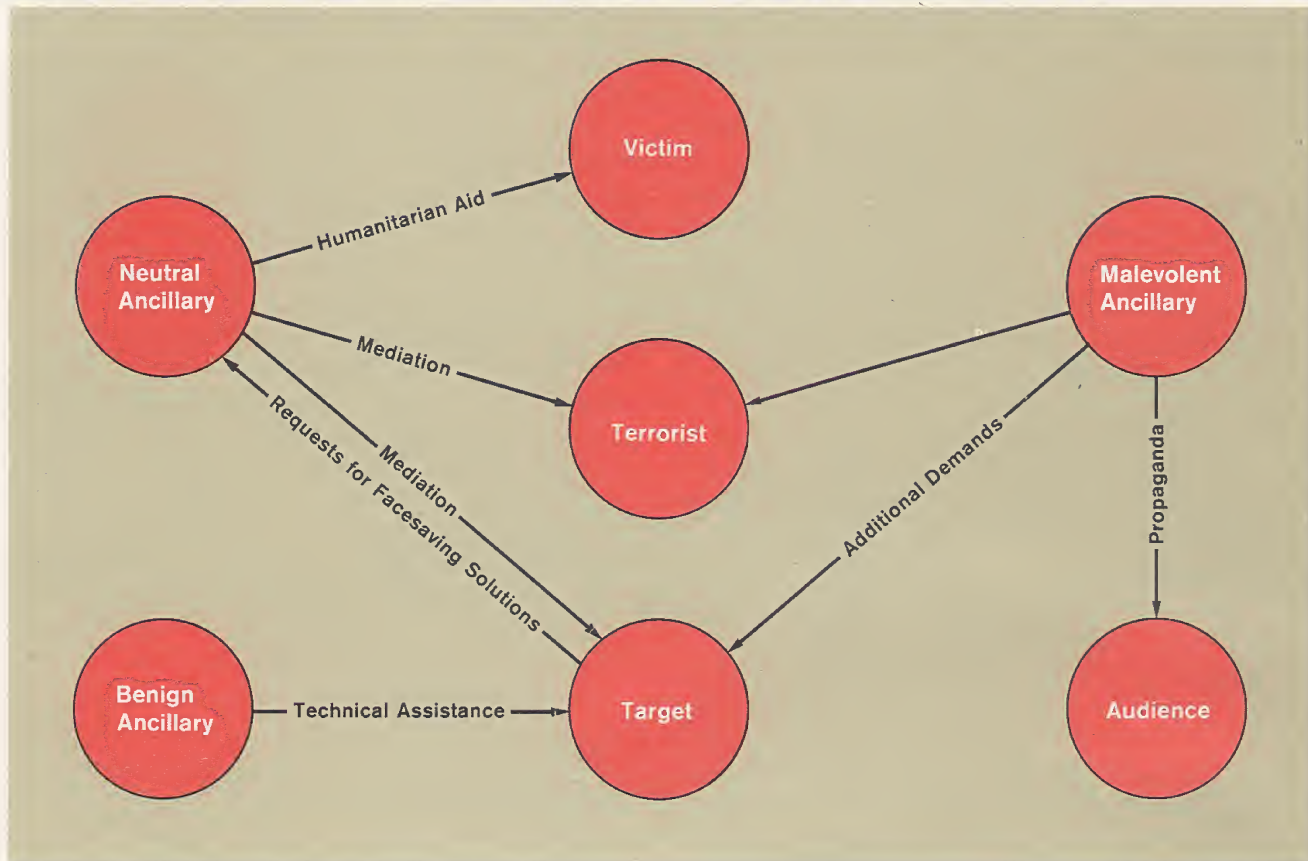 Victim
Humanitarian Aid
Neutral
Ancillary
Malevolent
Ancillary
Mediation
Terrorist
Requests for Facesaving Solutions
Mediation
Additional Demands
Propaganda
Benign
Ancillary
Technical Assistance
Target
Audience